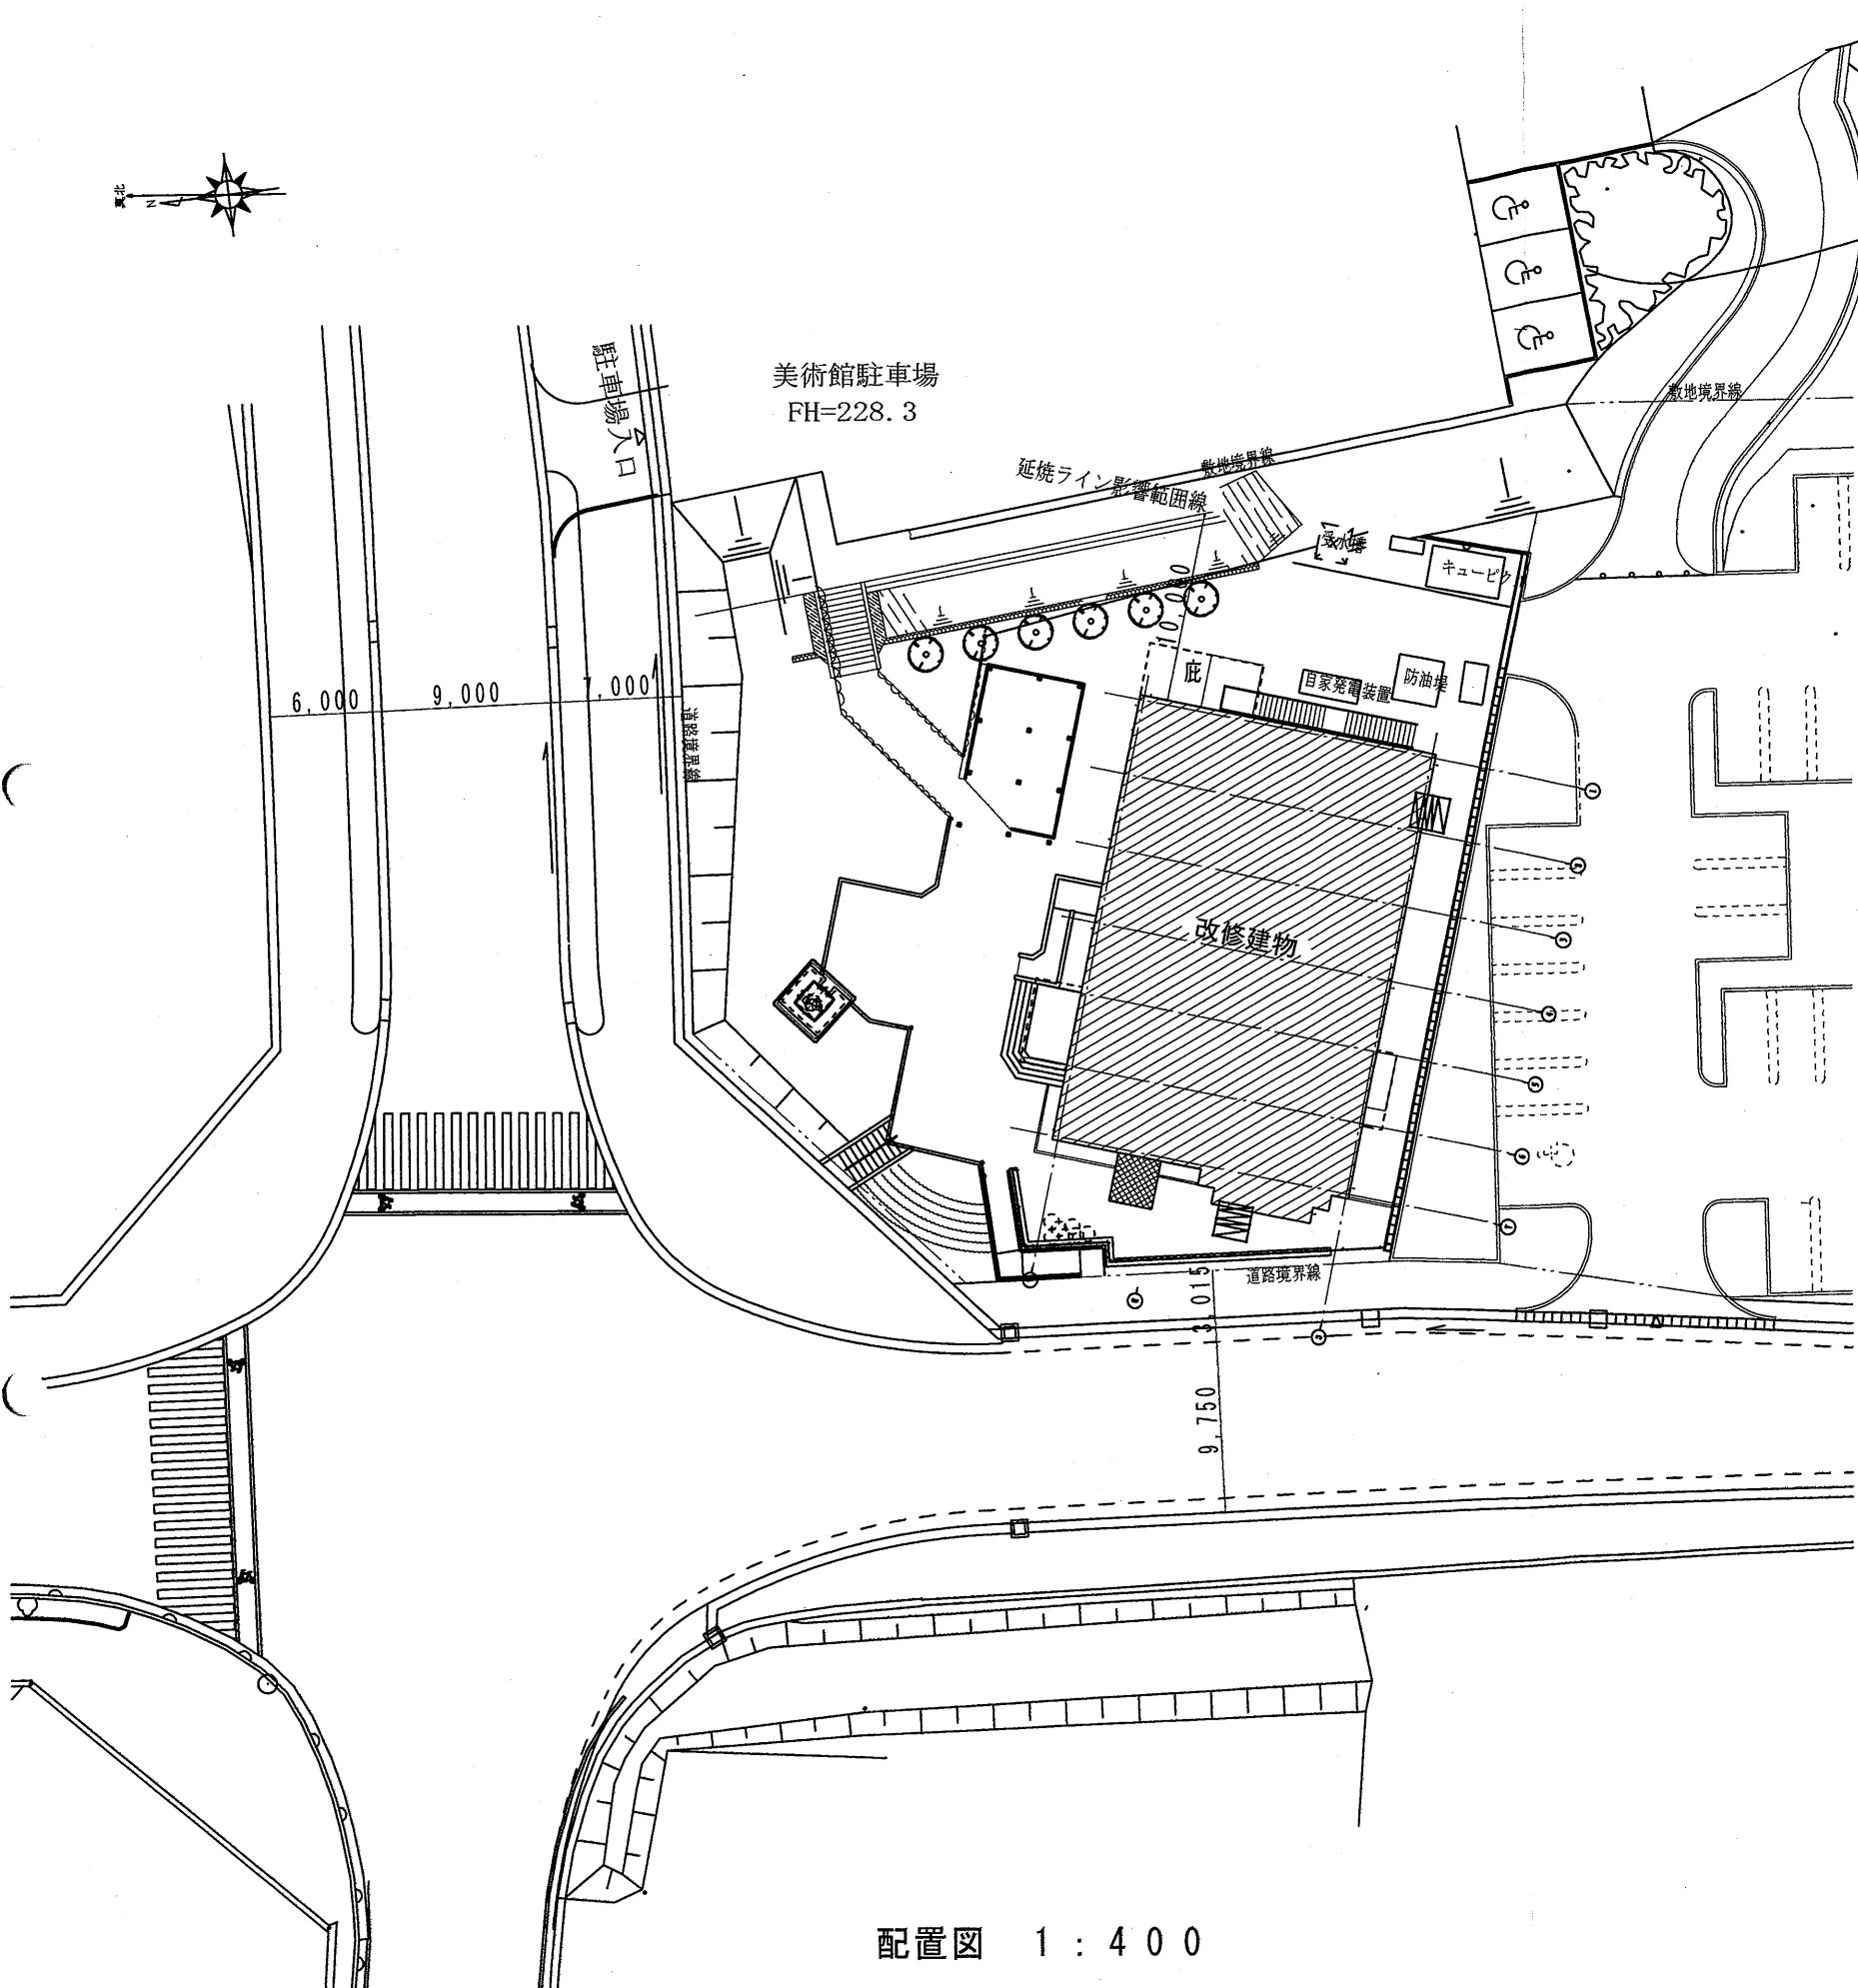 真北
N
駐車場入口
美術館駐車場
FH=228.3
敷地境界線
敷地境界線
延焼ライン影響範囲線
キュービク
庇
自家発電装置
防油堤
6,000
9,000
道路境界線
改修建物
道路境界線
3,015
9,750
配置図 1:400